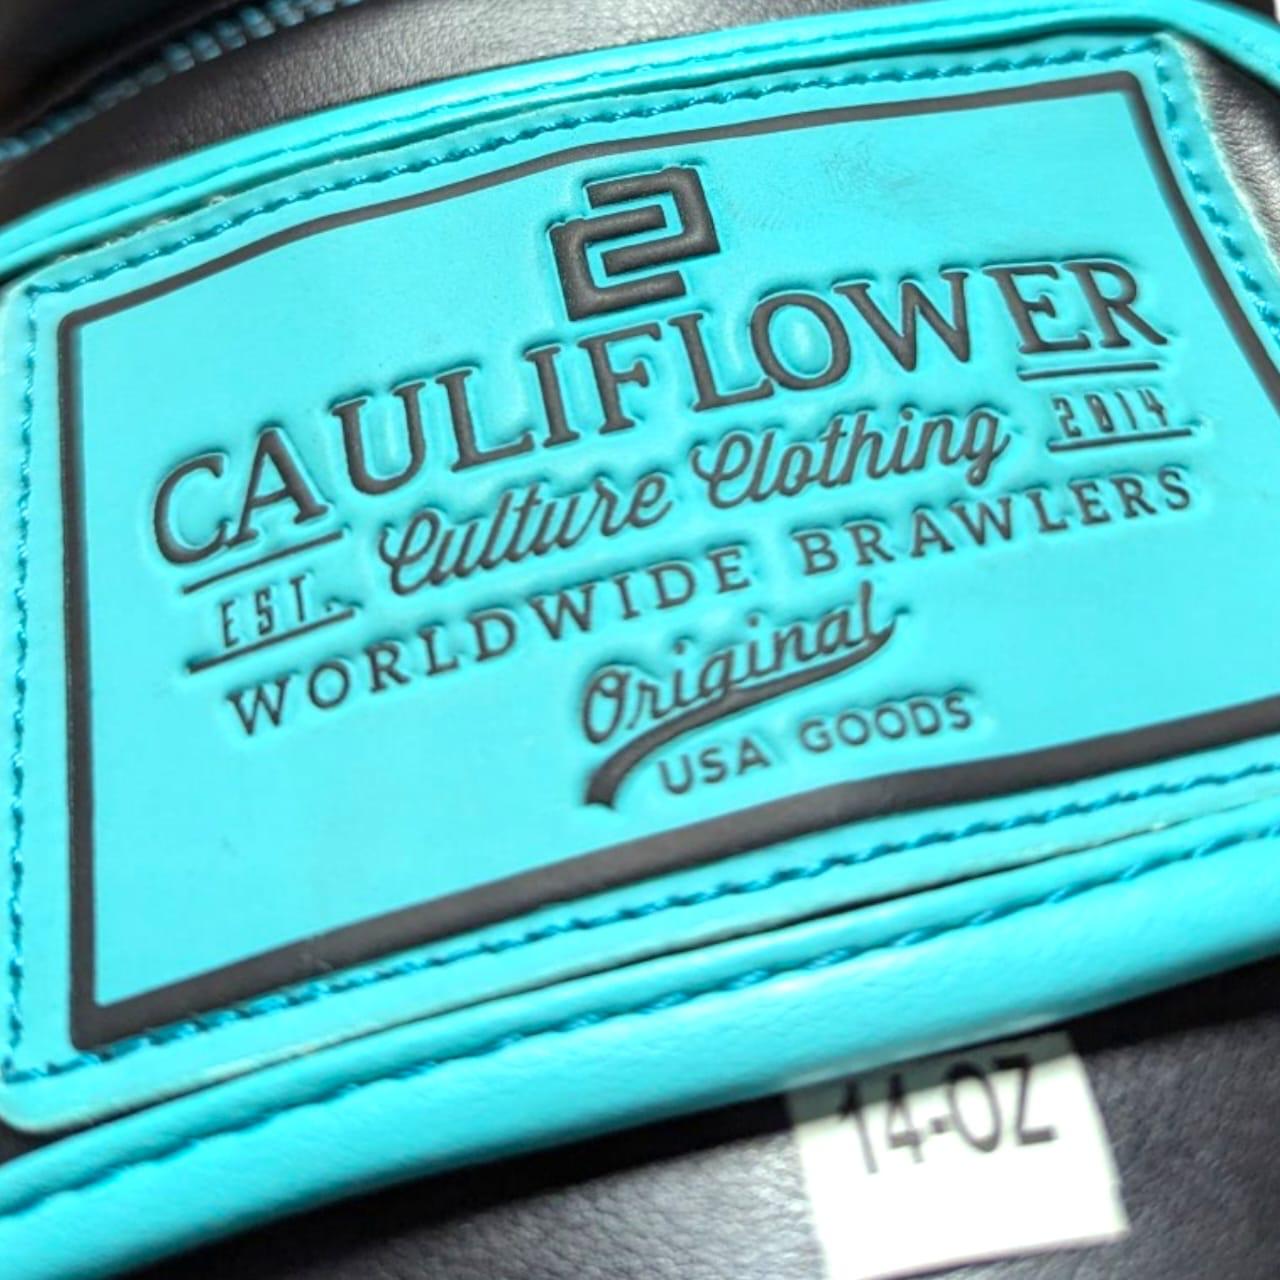 CAULIFLOWER
EST. Culture Clothing 2014
WORLDWIDE BRAWLERS
Original
USA GOODS
14-OZ